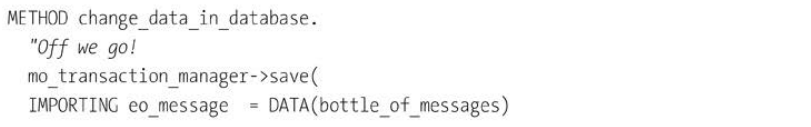 METHOD change_data_in_database.
"Off we go!
mo_transaction_manager->save(
IMPORTING eo_message = DATA(bottle_of_messages)